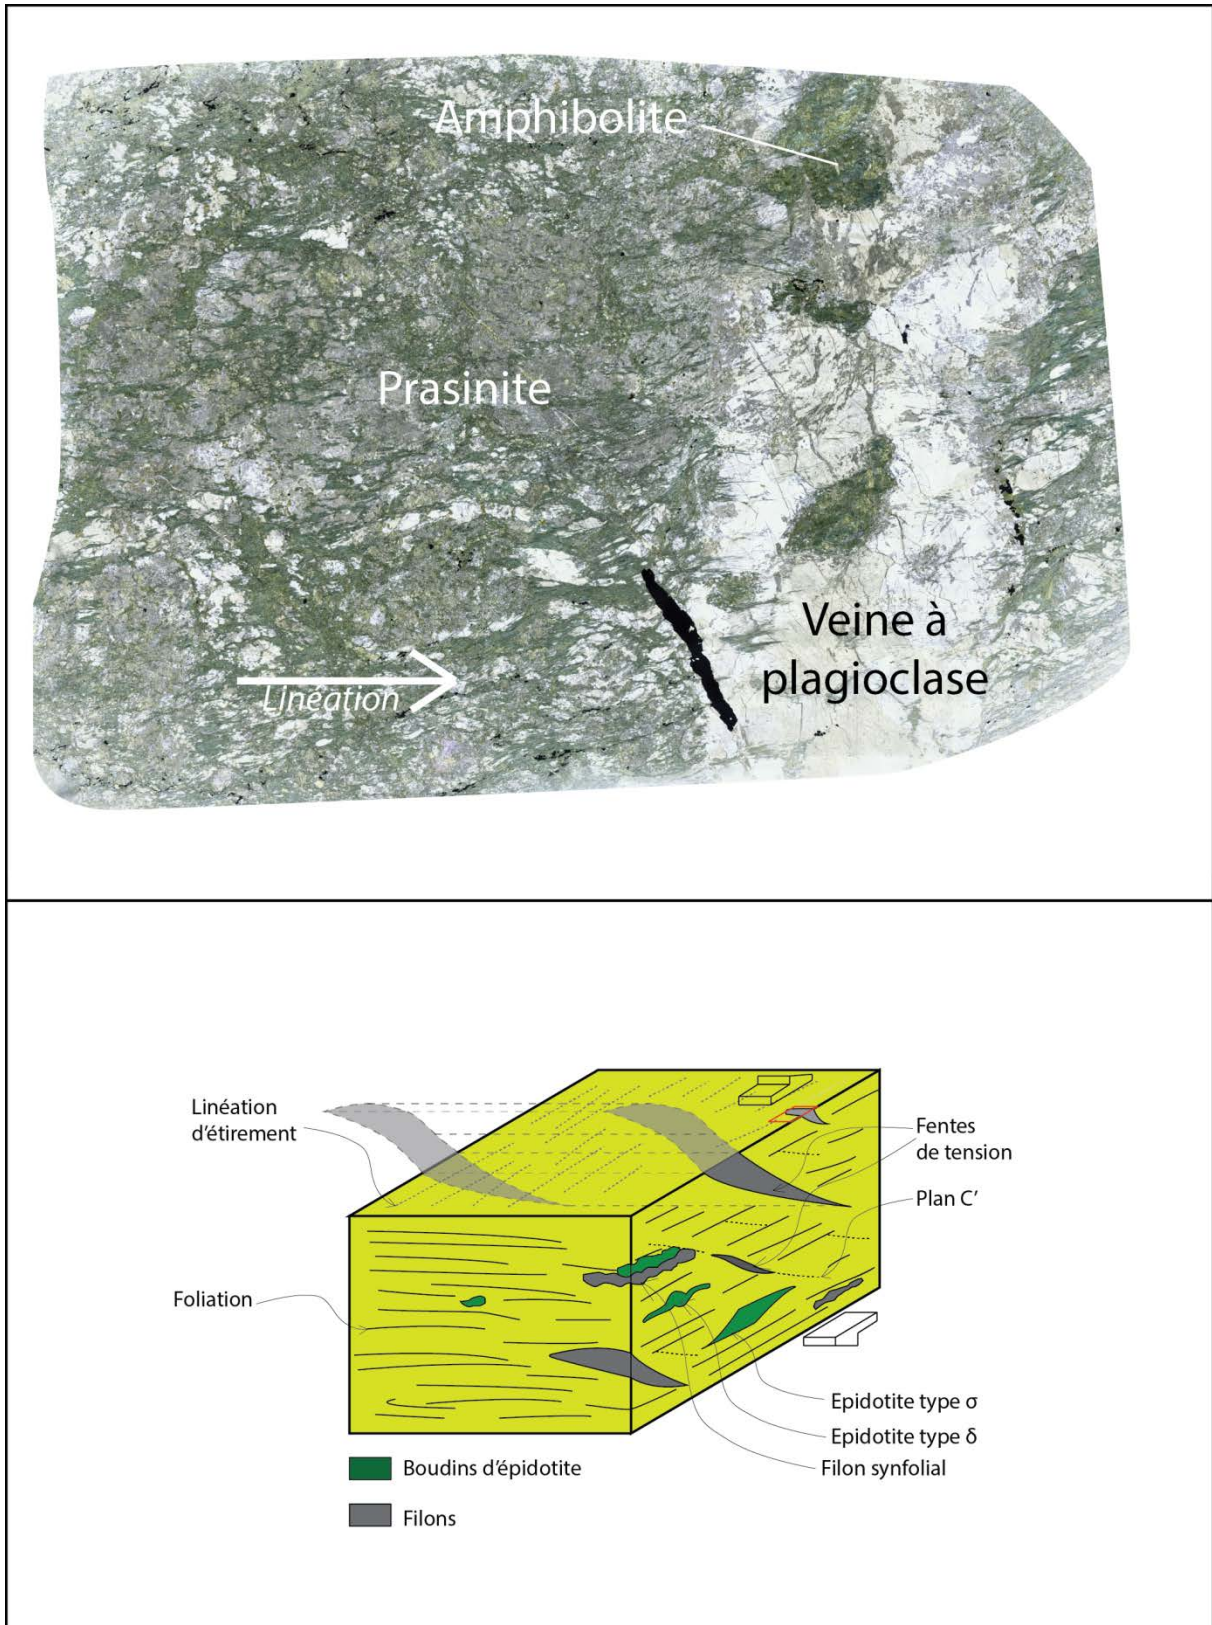 Amphibolite
Prasinite
Linéation
Veine à
plagioclase
Linéation
d'étirement
Fentes
de tension
Plan C’
Foliation
Epidotite type σ
Epidotite type δ
Filon synfolial
Boudins d'épidotite
Filons